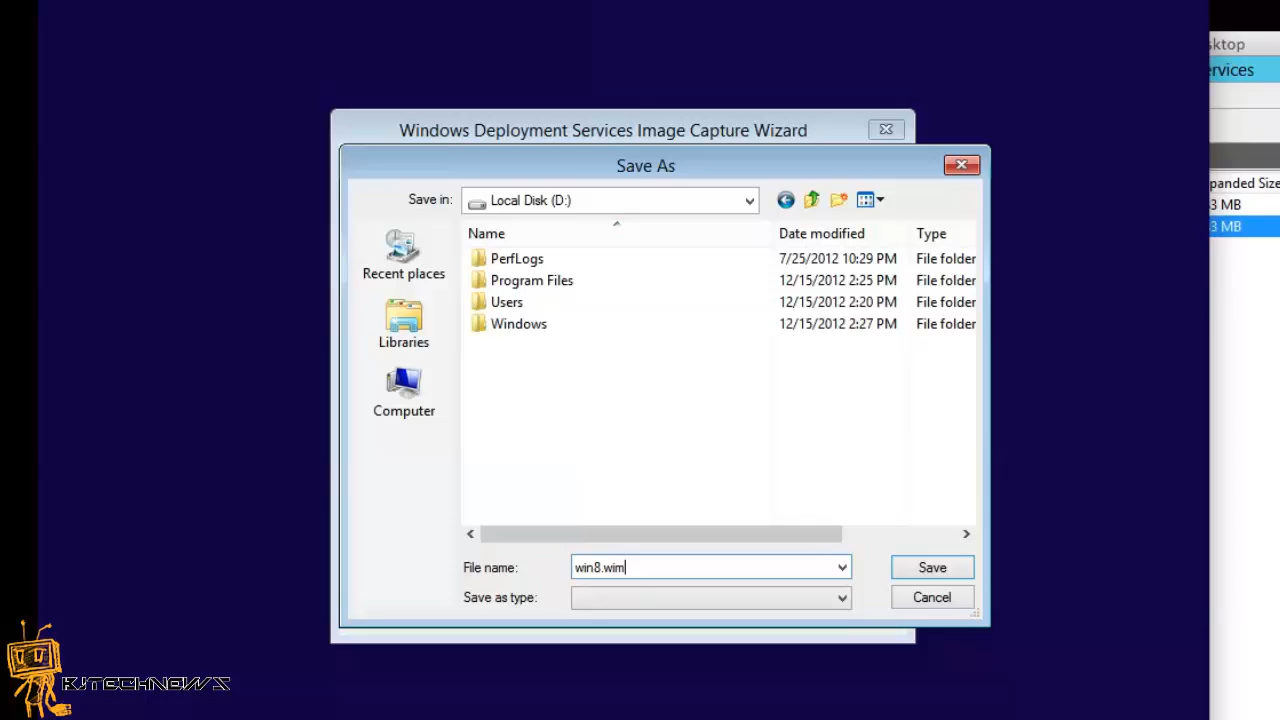 sktop
ervices
panded Size
3 MB
3 MB
Windows Deployment Services Image Capture Wizard
Save As
Save in: Local Disk (D:)
Recent places
Libraries
Computer
Name Date modified Type
PerfLogs 7/25/2012 10:29 PM File folder
Program Files 12/15/2012 2:25 PM File folder
Users 12/15/2012 2:20 PM File folder
Windows 12/15/2012 2:27 PM File folder
File name: win8.wim Save
Save as type: Cancel
BJTECHNEWS